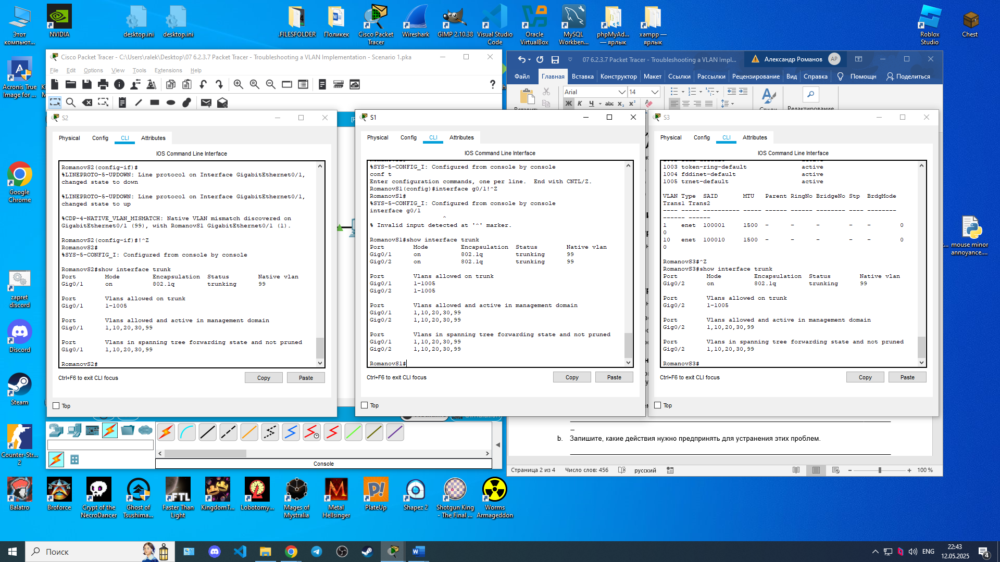 Этот компьют...
NVIDIA
desktop.ini
desktop.ini
.FILESFOLDER
Поликек
Cisco Packet Tracer
Wireshark
GIMP 2.10.38
Visual Studio Code
Oracle VirtualBox
MySQL Workben...
phpMyAd... — ярлык
xampp — ярлык
Roblox Studio
Chest
Acronis True Image for ...
Google Chrome
zapret discord
Discord
Steam
Counter-Str... 2
mouse minor annoyance....
Cisco Packet Tracer - C:\Users\ralek\Desktop\07 6.2.3.7 Packet Tracer - Troubleshooting a VLAN Implementation - Scenario 1.pka
File Edit Options View Tools Extensions Help
07 6.2.3.7 Packet Tracer - Troubleshooting a VLAN Impl...
Александр Романов
АР
Файл Главная Вставка Конструктор Макет Ссылки Рассылки Рецензирование Вид Справка Помощн Поделиться
Arial 14
Ж К Ч abc x₂ x²
Вставить
Стили
Редактирование
S2
Physical Config CLI Attributes
IOS Command Line Interface
RomanovS2(config-if)#
%LINEPROTO-5-UPDOWN: Line protocol on Interface GigabitEthernet0/1,
changed state to down
%LINEPROTO-5-UPDOWN: Line protocol on Interface GigabitEthernet0/1,
changed state to up
%CDP-4-NATIVE_VLAN_MISMATCH: Native VLAN mismatch discovered on
GigabitEthernet0/1 (99), with RomanovS1 GigabitEthernet0/1 (1).
RomanovS2(config-if)#!^Z
RomanovS2#
%SYS-5-CONFIG_I: Configured from console by console
RomanovS2#show interface trunk
Port Mode Encapsulation Status Native vlan
Gig0/1 on 802.1q trunking 99
Port Vlans allowed on trunk
Gig0/1 1-1005
Port Vlans allowed and active in management domain
Gig0/1 1,10,20,30,99
Port Vlans in spanning tree forwarding state and not pruned
Gig0/1 1,10,20,30,99
RomanovS2#
Ctrl+F6 to exit CLI focus
Copy Paste
Top
S1
Physical Config CLI Attributes
IOS Command Line Interface
%SYS-5-CONFIG_I: Configured from console by console
conf t
Enter configuration commands, one per line. End with CNTL/Z.
RomanovS1(config)#interface g0/1!^Z
RomanovS1#
%SYS-5-CONFIG_I: Configured from console by console
interface g0/1
^
% Invalid input detected at '^' marker.
RomanovS1#show interface trunk
Port Mode Encapsulation Status Native vlan
Gig0/1 on 802.1q trunking 99
Gig0/2 on 802.1q trunking 99
Port Vlans allowed on trunk
Gig0/1 1-1005
Gig0/2 1-1005
Port Vlans allowed and active in management domain
Gig0/1 1,10,20,30,99
Gig0/2 1,10,20,30,99
Port Vlans in spanning tree forwarding state and not pruned
Gig0/1 1,10,20,30,99
Gig0/2 1,10,20,30,99
RomanovS1#
Ctrl+F6 to exit CLI focus
Copy Paste
Top
S3
Physical Config CLI Attributes
IOS Command Line Interface
1003 token-ring-default active
1004 fddinet-default active
1005 trnet-default active
VLAN Type SAID MTU Parent RingNo BridgeNo Stp BrdgMode
Trans1 Trans2
---- ----- ---------- ----- ------ ------ -------- ---- --------
------ ------
1 enet 100001 1500 - - - - - 0
0
10 enet 100010 1500 - - - - - 0
0
RomanovS3#^Z
RomanovS3#show interface trunk
Port Mode Encapsulation Status Native vlan
Gig0/2 on 802.1q trunking 99
Port Vlans allowed on trunk
Gig0/2 1-1005
Port Vlans allowed and active in management domain
Gig0/2 1,10,20,30,99
Port Vlans in spanning tree forwarding state and not pruned
Gig0/2 1,10,20,30,99
RomanovS3#
Ctrl+F6 to exit CLI focus
Copy Paste
Top
b. Запишите, какие действия нужно предпринять для устранения этих проблем.
Console
Страница 2 из 4 Число слов: 456 русский 100 %
Balatro
Broforce
Crypt of the NecroDancer
Ghost of Tsushima...
Faster Than Light
KingdomT...
Lobotomy...
Mages of Mystralia
Metal Hellsinger
PlateUp
Shapez 2
Shotgun King - The Final ...
Worms Armageddon
Поиск
ENG
22:43
12.05.2025
4